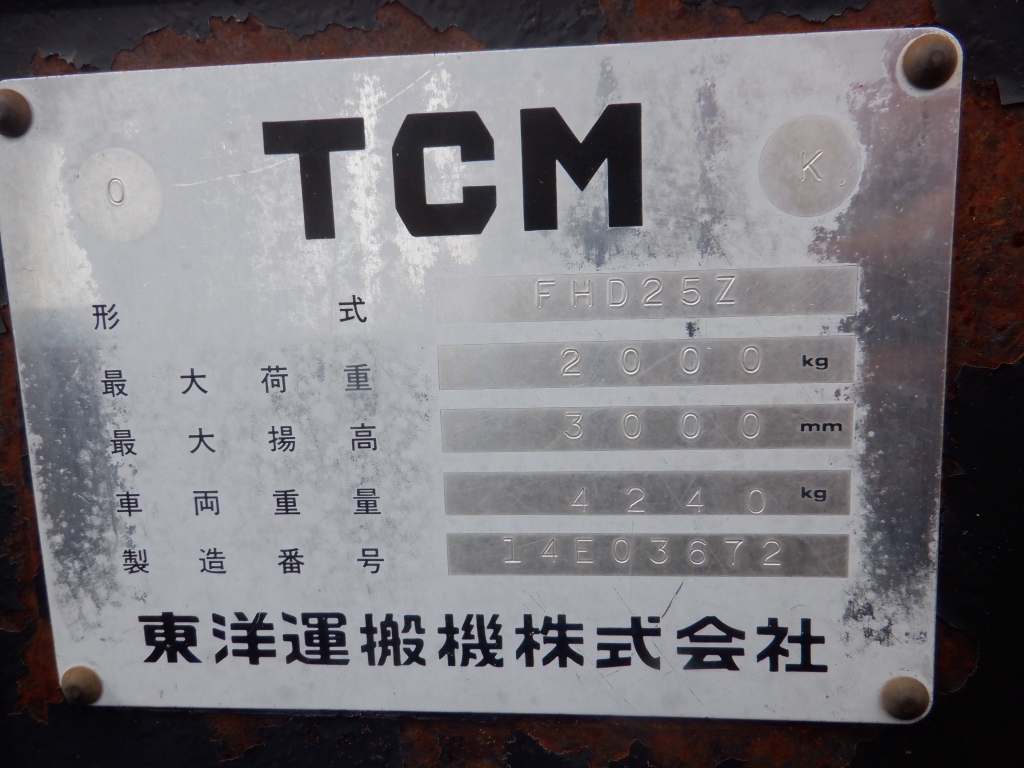 TCM
O K
形式 FHD25Z
最大荷重 2000 kg
最大揚高 3000 mm
車両重量 4240 kg
製造番号 14E03672
東洋運搬機株式会社